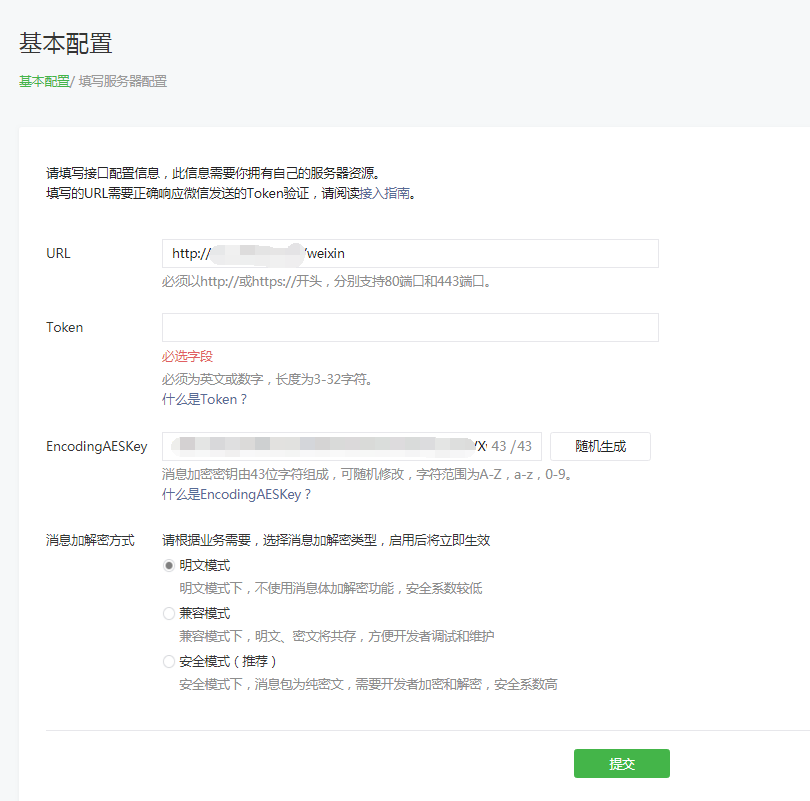 基本配置
基本配置/ 填写服务器配置
请填写接口配置信息，此信息需要你拥有自己的服务器资源。
填写的URL需要正确响应微信发送的Token验证，请阅读接入指南。
URL http:// /weixin
必须以http://或https://开头，分别支持80端口和443端口。
Token
必选字段
必须为英文或数字，长度为3-32字符。
什么是Token？
EncodingAESKey /X 43 /43 随机生成
消息加密密钥由43位字符组成，可随机修改，字符范围为A-Z，a-z，0-9。
什么是EncodingAESKey？
消息加解密方式 请根据业务需要，选择消息加解密类型，启用后将立即生效
明文模式
明文模式下，不使用消息体加解密功能，安全系数较低
兼容模式
兼容模式下，明文、密文将共存，方便开发者调试和维护
安全模式（推荐）
安全模式下，消息包为纯密文，需要开发者加密和解密，安全系数高
提交